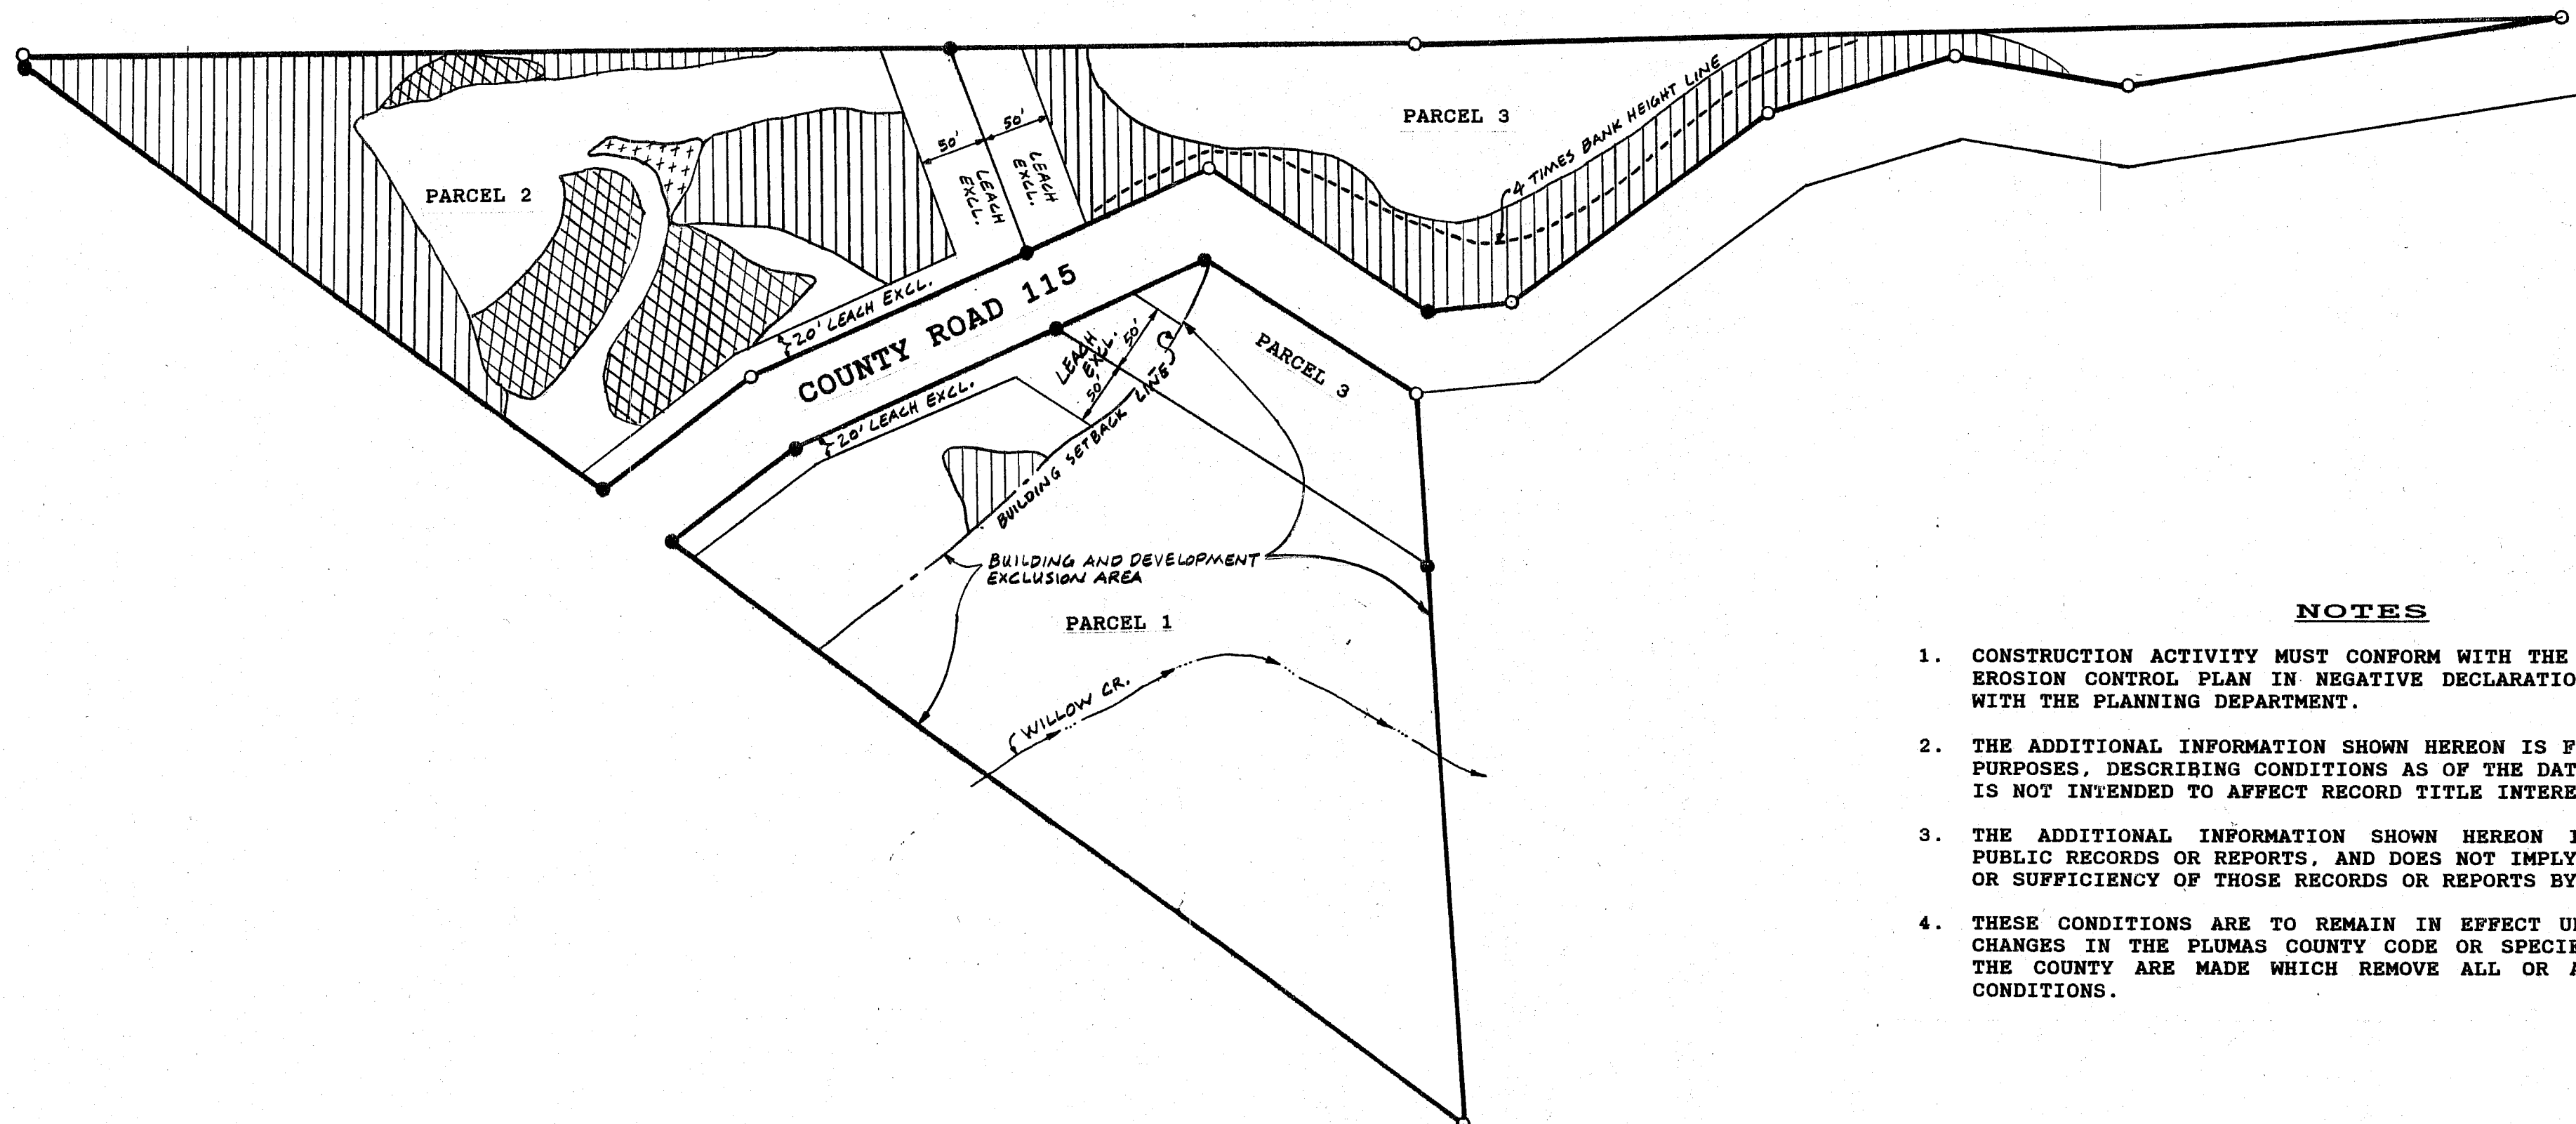 PARCEL 3
4 TIMES BANK HEIGHT LINE
50'
50'
LEACH
EXCL.
LEACH
EXCL.
PARCEL 2
20' LEACH EXCL.
COUNTY ROAD 115
LEACH
EXCL.
50'
50'
PARCEL 3
20' LEACH EXCL.
BUILDING SETBACK LINE
BUILDING AND DEVELOPMENT
EXCLUSION AREA
PARCEL 1
WILLOW CR.
NOTES
1. CONSTRUCTION ACTIVITY MUST CONFORM WITH THE
EROSION CONTROL PLAN IN NEGATIVE DECLARATIO
WITH THE PLANNING DEPARTMENT.
2. THE ADDITIONAL INFORMATION SHOWN HEREON IS F
PURPOSES, DESCRIBING CONDITIONS AS OF THE DAT
IS NOT INTENDED TO AFFECT RECORD TITLE INTERE
3. THE ADDITIONAL INFORMATION SHOWN HEREON
PUBLIC RECORDS OR REPORTS, AND DOES NOT IMPLY
OR SUFFICIENCY OF THOSE RECORDS OR REPORTS BY
4. THESE CONDITIONS ARE TO REMAIN IN EFFECT U
CHANGES IN THE PLUMAS COUNTY CODE OR SPECI
THE COUNTY ARE MADE WHICH REMOVE ALL OR A
CONDITIONS.